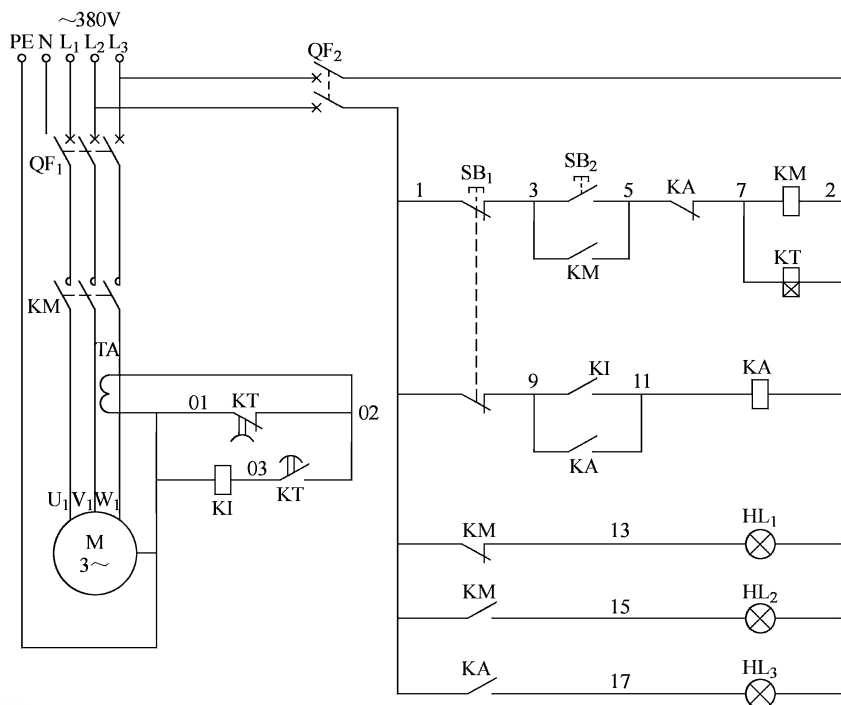 ～380V
PE N L₁ L₂ L₃
QF₂
QF₁
SB₁ SB₂ KA KM
1 3 5 7 2
KM
KT
KM
TA
KI KA
9 11
01 KT 02
KA
03
KI KT
U₁ V₁ W₁
M
3～
KM 13 HL₁
KM 15 HL₂
KA 17 HL₃